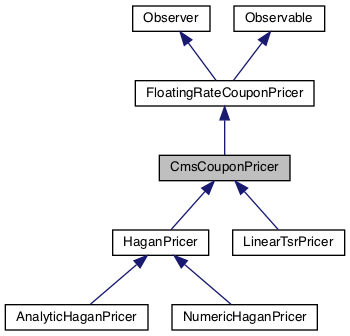 Observer
Observable
FloatingRateCouponPricer
CmsCouponPricer
HaganPricer
LinearTsrPricer
AnalyticHaganPricer
NumericHaganPricer